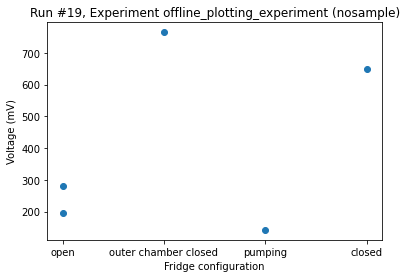 Run #19, Experiment offline_plotting_experiment (nosample)
700
600
500
400
300
200
Voltage (mV)
open
outer chamber closed
pumping
closed
Fridge configuration